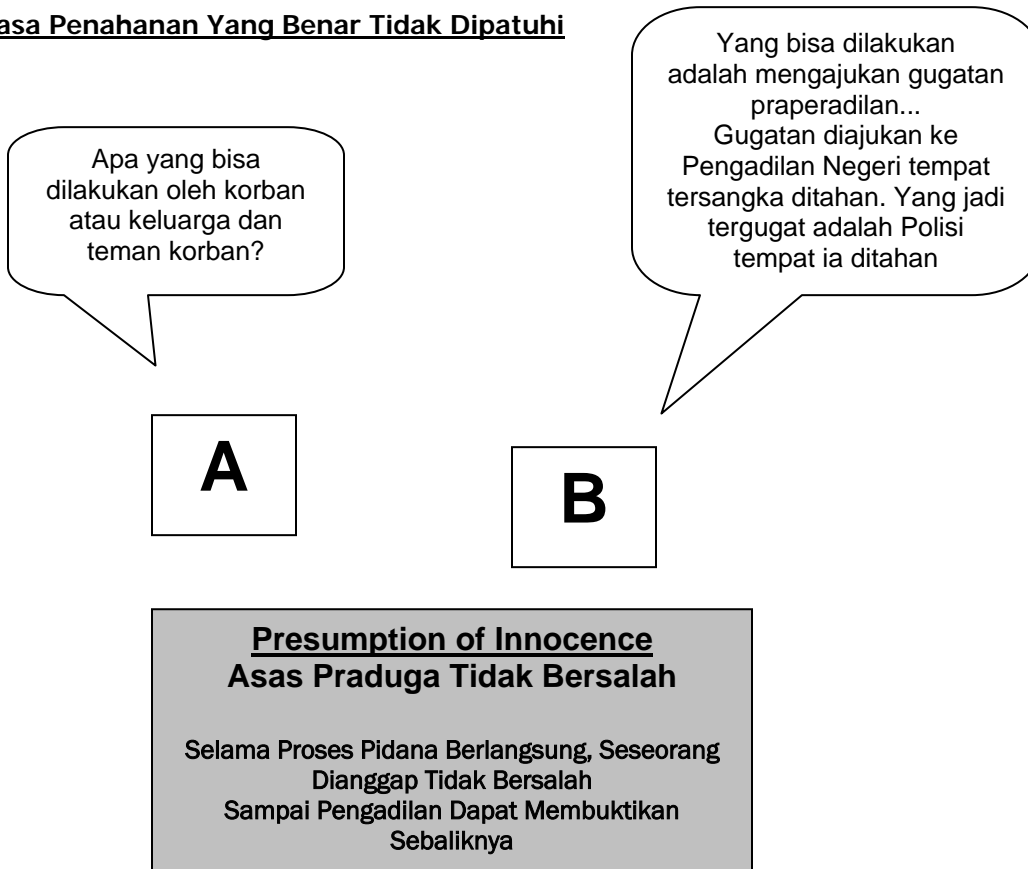 asa Penahanan Yang Benar Tidak Dipatuhi
Apa yang bisa
dilakukan oleh korban
atau keluarga dan
teman korban?
Yang bisa dilakukan
adalah mengajukan gugatan
praperadilan...
Gugatan diajukan ke
Pengadilan Negeri tempat
tersangka ditahan. Yang jadi
tergugat adalah Polisi
tempat ia ditahan
A
B
Presumption of Innocence
Asas Praduga Tidak Bersalah
Selama Proses Pidana Berlangsung, Seseorang
Dianggap Tidak Bersalah
Sampai Pengadilan Dapat Membuktikan
Sebaliknya